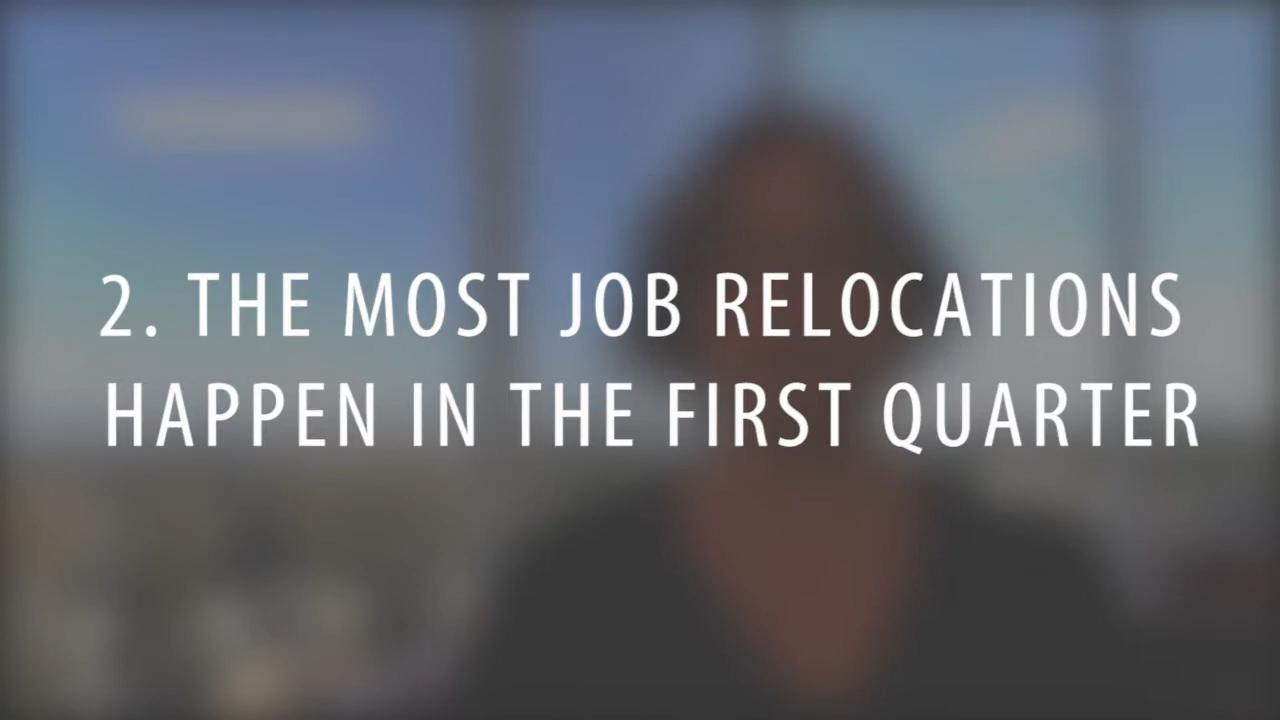 2. THE MOST JOB RELOCATIONS
HAPPEN IN THE FIRST QUARTER